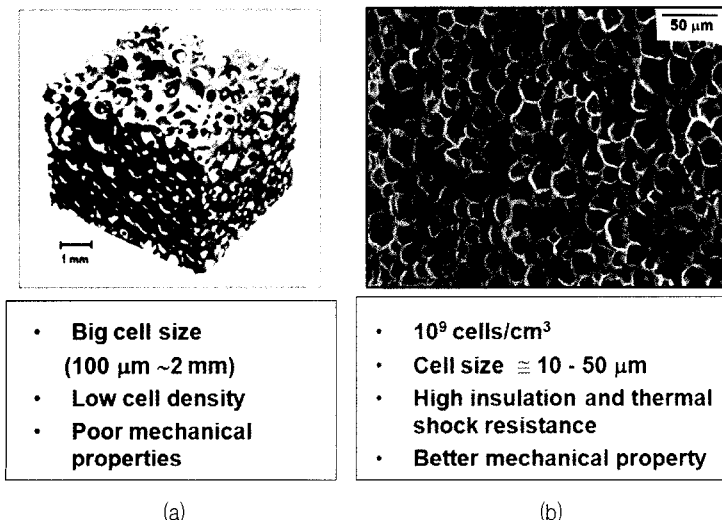 50 μm
1 mm
• Big cell size
(100 μm ~2 mm)
• Low cell density
• Poor mechanical
properties
• 10⁹ cells/cm³
• Cell size ≅ 10 - 50 μm
• High insulation and thermal
shock resistance
• Better mechanical property
(a)
(b)